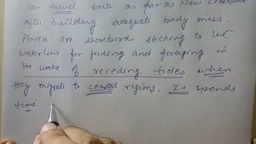 can travel south as far as New Zealand
after building adequate body mass.
Plovers are shorebirds sticking to the
waterline for feeding and foraging in
the wake of receding tides when
they migrate to coastal regions. It spends
time